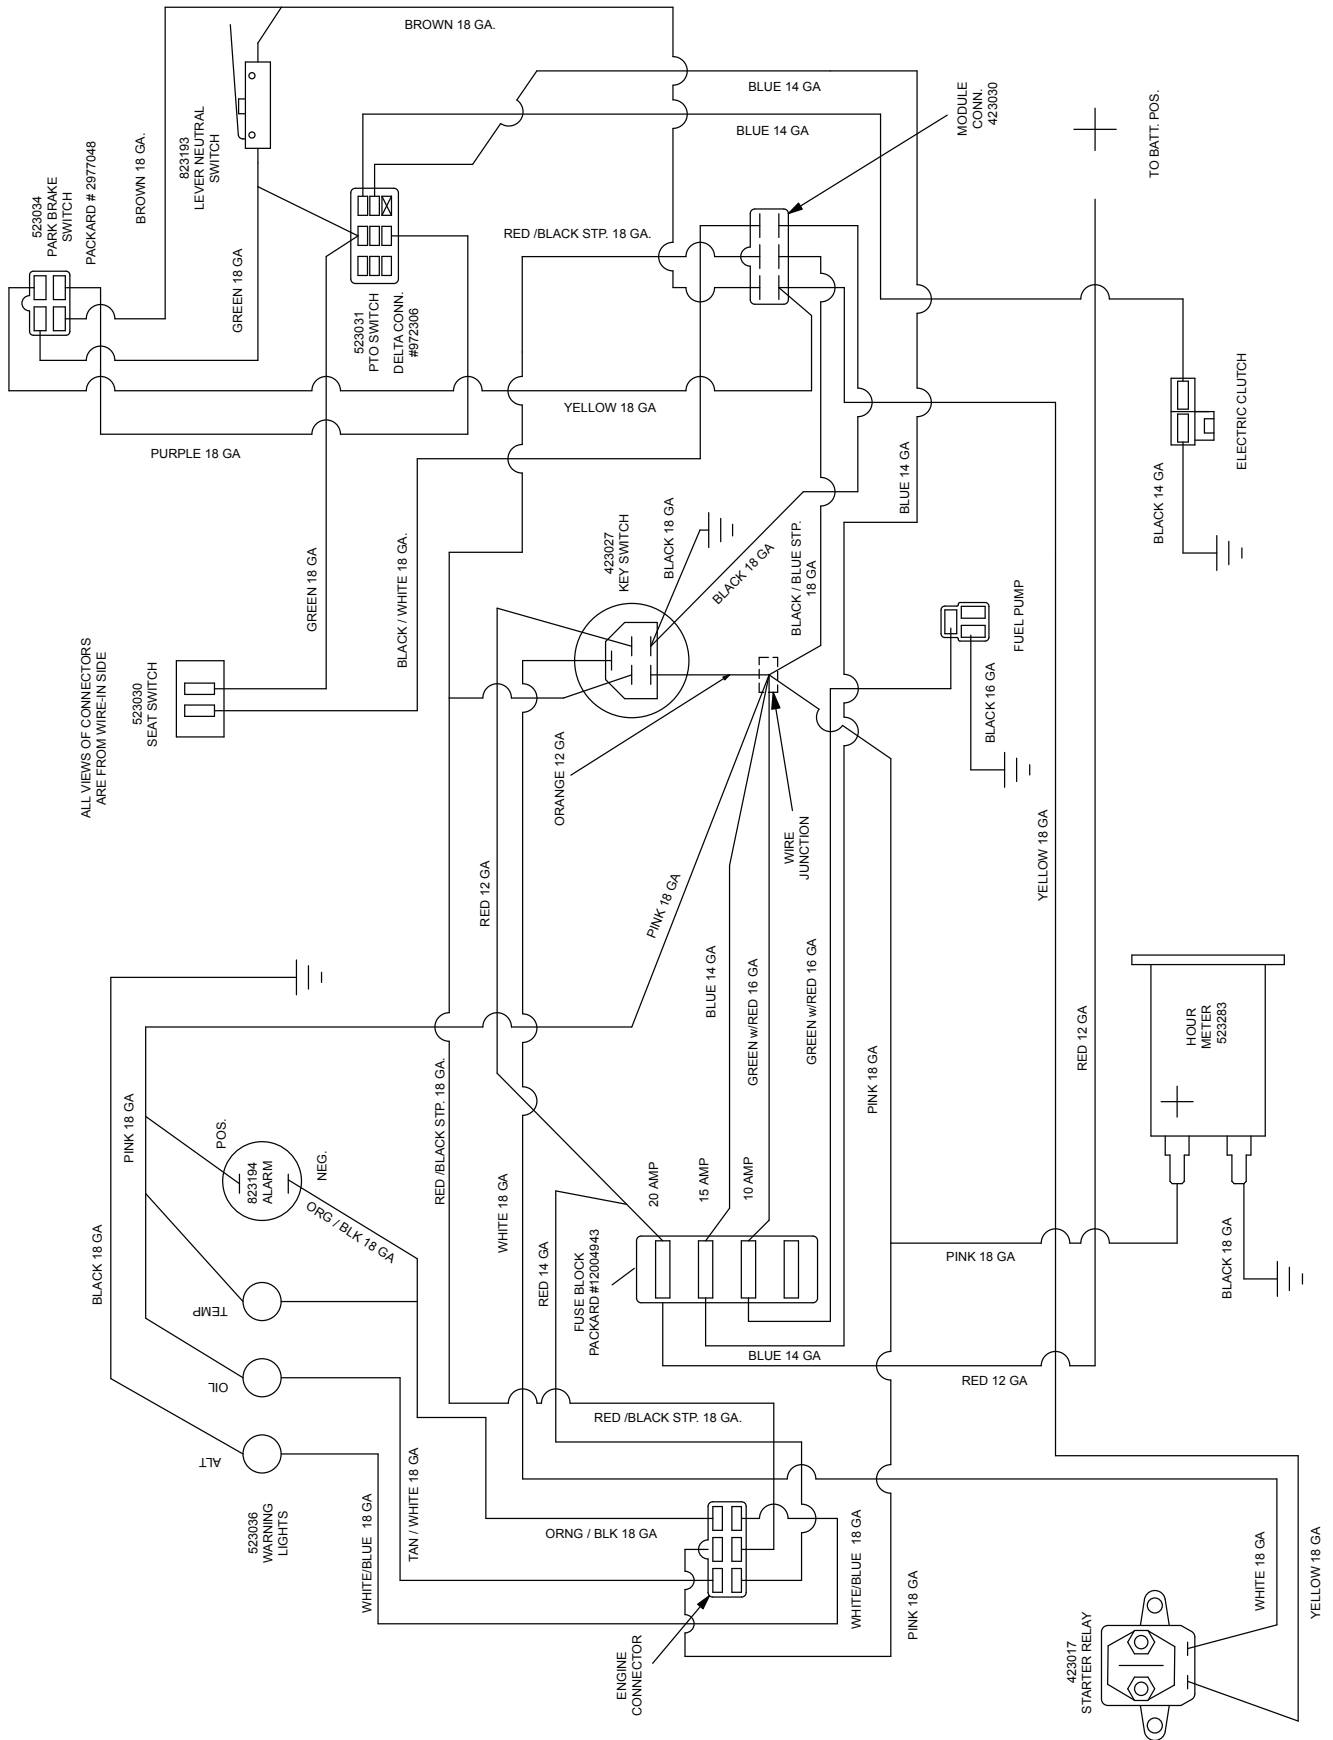 BROWN 18 GA.
BLUE 14 GA
BLUE 14 GA
MODULE
CONN.
423030
TO BATT. POS.
823193
LEVER NEUTRAL
SWITCH
BROWN 18 GA.
523034
PARK BRAKE
SWITCH
PACKARD # 2977048
GREEN 18 GA
RED /BLACK STP. 18 GA.
523031
PTO SWITCH
DELTA CONN.
#972306
YELLOW 18 GA
PURPLE 18 GA
ELECTRIC CLUTCH
BLACK 14 GA
BLUE 14 GA
GREEN 18 GA
BLACK / WHITE 18 GA.
423027
KEY SWITCH
BLACK 18 GA
BLACK 18 GA
BLACK / BLUE STP.
18 GA
FUEL PUMP
BLACK 16 GA
ALL VIEWS OF CONNECTORS
ARE FROM WIRE-IN SIDE
523030
SEAT SWITCH
ORANGE 12 GA
WIRE
JUNCTION
RED 12 GA
PINK 18 GA
BLUE 14 GA
GREEN w/RED 16 GA
GREEN w/RED 16 GA
YELLOW 18 GA
RED 12 GA
HOUR
METER
523283
PINK 18 GA
PINK 18 GA
POS.
823194
ALARM
NEG.
ORG / BLK 18 GA
RED /BLACK STP. 18 GA.
WHITE 18 GA
20 AMP
15 AMP
10 AMP
PINK 18 GA
BLACK 18 GA
BLACK 18 GA
TEMP
RED 14 GA
FUSE BLOCK
PACKARD #12004943
BLUE 14 GA
RED 12 GA
OIL
RED /BLACK STP. 18 GA.
ALT
523036
WARNING
LIGHTS
WHITE/BLUE 18 GA
TAN / WHITE 18 GA
ORNG / BLK 18 GA
WHITE/BLUE 18 GA
PINK 18 GA
ENGINE
CONNECTOR
423017
STARTER RELAY
WHITE 18 GA
YELLOW 18 GA